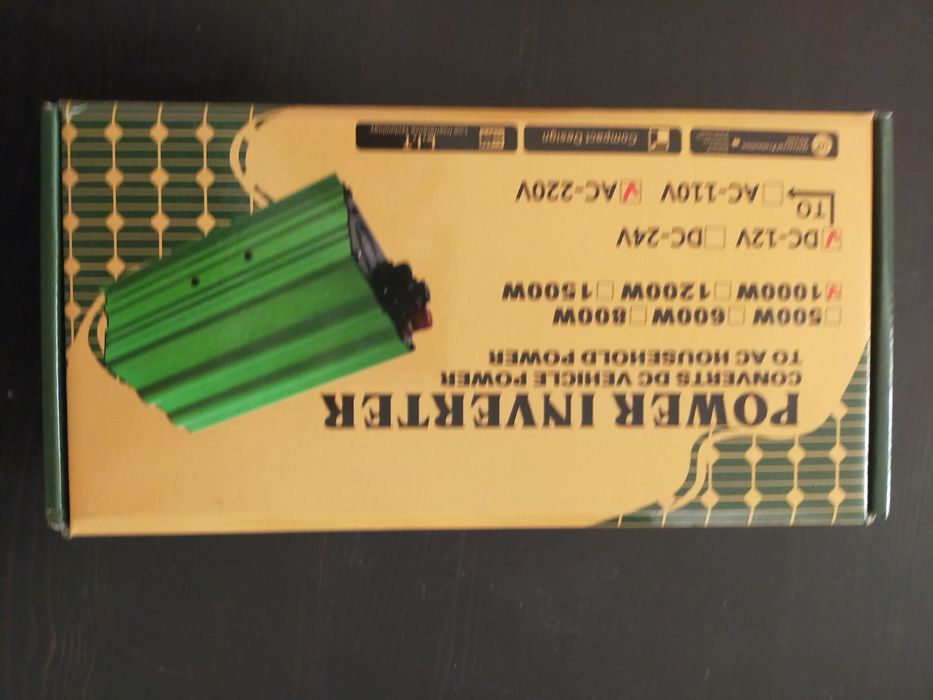 POWER INVERTER
CONVERTS DC VEHICLE POWER
TO AC HOUSEHOLD POWER
500W 600W 800W
1000W 1200W 1500W
DC-12V DC-24V
TO
AC-110V AC-220V
Compact Design